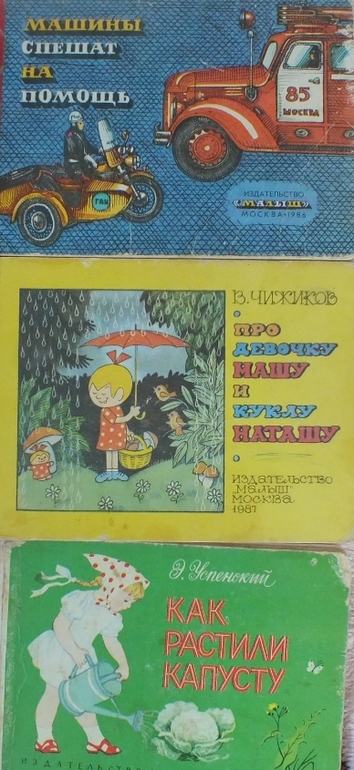 МАШИНЫ
СПЕШАТ
НА
ПОМОЩЬ
85
МОСКВА
ГАИ
ИЗДАТЕЛЬСТВО
«МАЛЫШ»
МОСКВА • 1986
В. ЧИЖИКОВ
• ПРО
ДЕВОЧКУ
МАШУ
И
КУКЛУ
НАТАШУ •
ИЗДАТЕЛЬСТВО
„МАЛЫШ"
МОСКВА
1987
Э. Успенский
КАК
РАСТИЛИ
КАПУСТУ
ИЗДАТЕЛЬСТВО